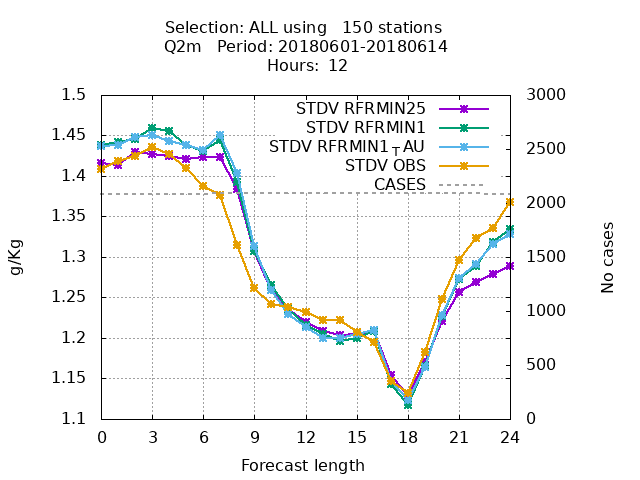 Selection: ALL using   150 stations
Q2m   Period: 20180601-20180614
Hours:  12
STDV RFRMIN25
STDV RFRMIN1
STDV RFRMIN1┬AU
STDV OBS
CASES
1.5
1.45
1.4
1.35
1.3
1.25
1.2
1.15
1.1
g/Kg
3000
2500
2000
1500
1000
500
0
No cases
0 3 6 9 12 15 18 21 24
Forecast length